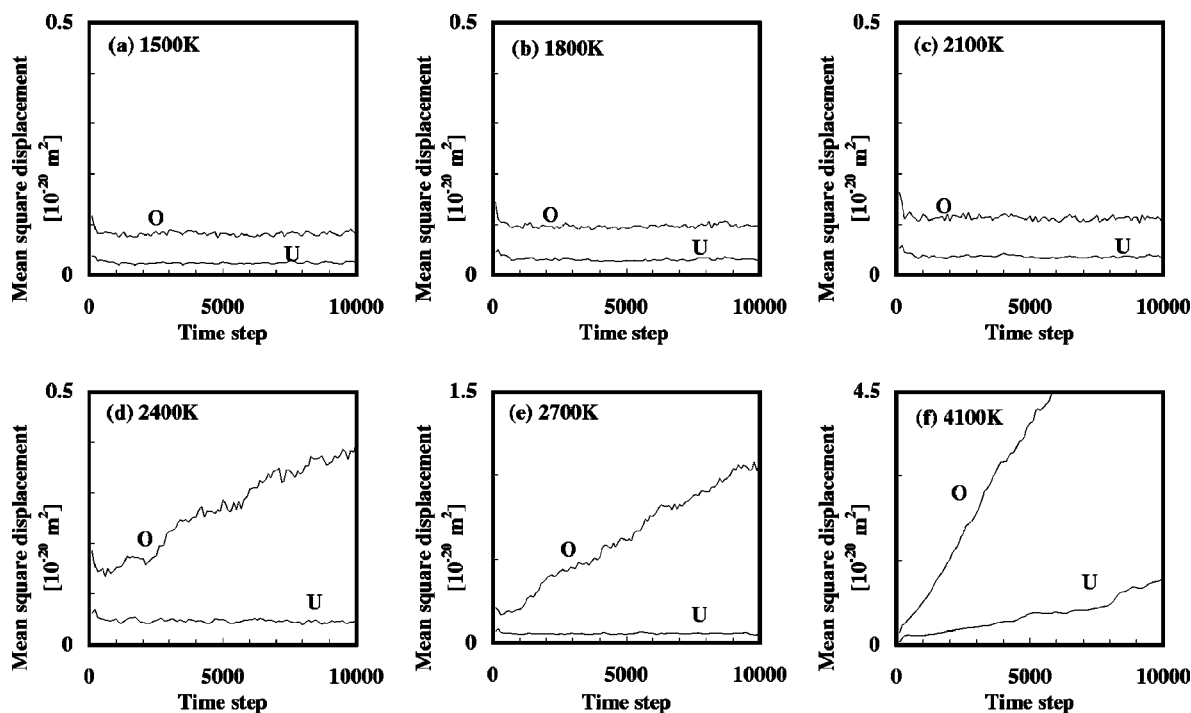 0.5
(a) 1500K
Mean square displacement
[10⁻²⁰ m²]
O
U
0
0 5000 10000
Time step
0.5
(b) 1800K
Mean square displacement
[10⁻²⁰ m²]
O
U
0
0 5000 10000
Time step
0.5
(c) 2100K
Mean square displacement
[10⁻²⁰ m²]
O
U
0
0 5000 10000
Time step
0.5
(d) 2400K
Mean square displacement
[10⁻²⁰ m²]
O
U
0
0 5000 10000
Time step
1.5
(e) 2700K
Mean square displacement
[10⁻²⁰ m²]
O
U
0
0 5000 10000
Time step
4.5
(f) 4100K
Mean square displacement
[10⁻²⁰ m²]
O
U
0
0 5000 10000
Time step